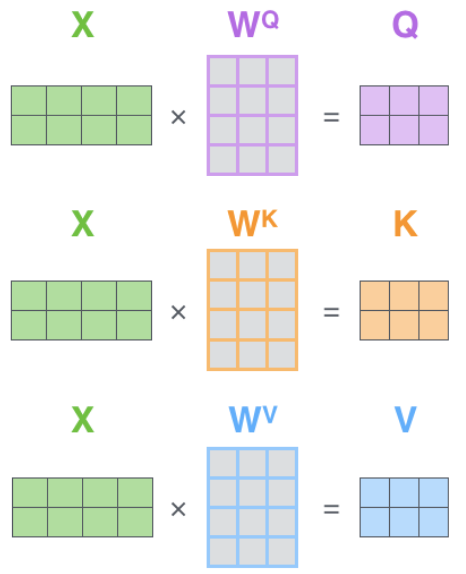 X W^Q Q
× =
X W^K K
× =
X W^V V
× =